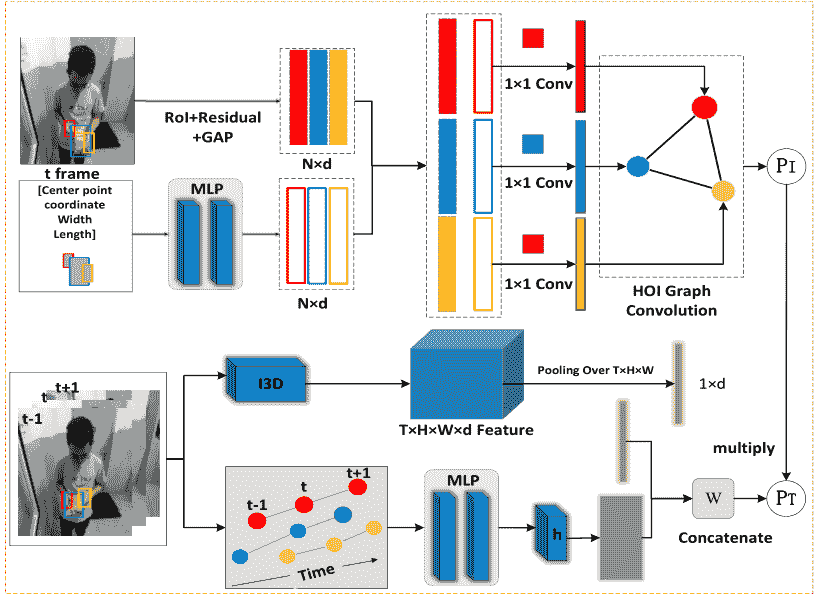 t frame
RoI+Residual
+GAP
N×d
[Center point
coordinate
Width
Length]
MLP
N×d
1×1 Conv
1×1 Conv
1×1 Conv
HOI Graph
Convolution
PI
t+1
t
t-1
I3D
T×H×W×d Feature
Pooling Over T×H×W
1×d
multiply
t-1
t
t+1
Time
MLP
h
W
Concatenate
PT